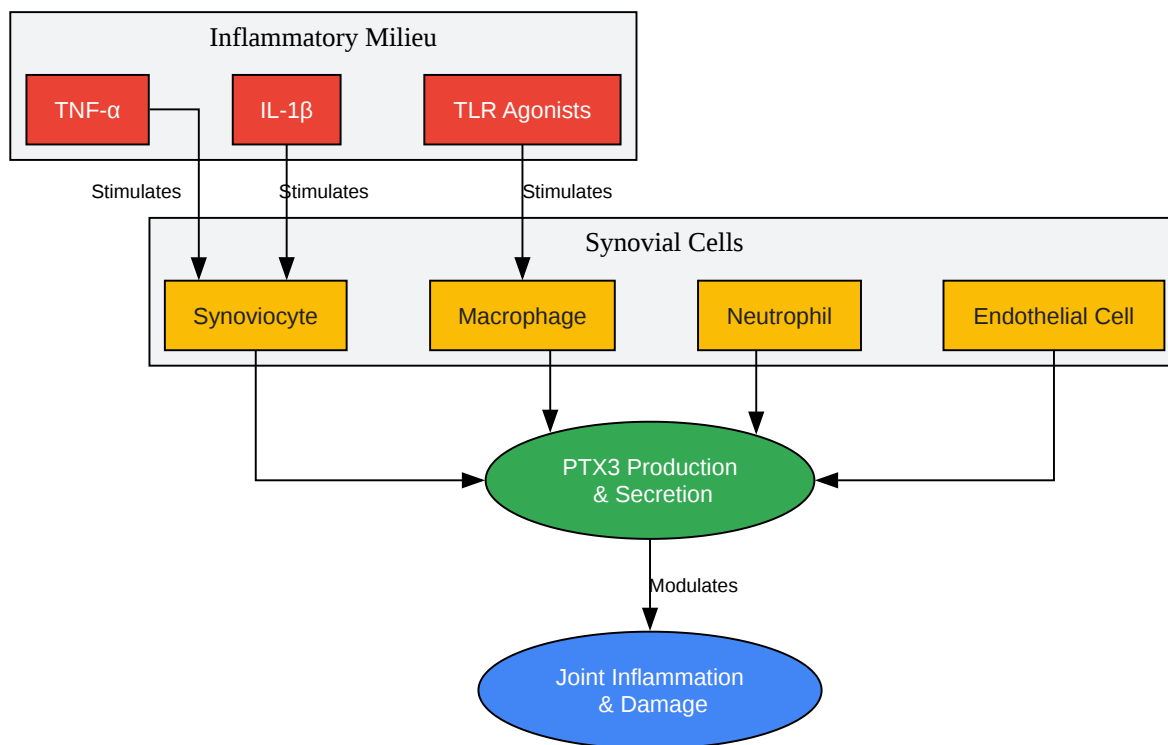 Inflammatory Milieu
TNF-α
IL-1β
TLR Agonists
Stimulates
Stimulates
Stimulates
Synovial Cells
Synoviocyte
Macrophage
Neutrophil
Endothelial Cell
PTX3 Production
& Secretion
Modulates
Joint Inflammation
& Damage